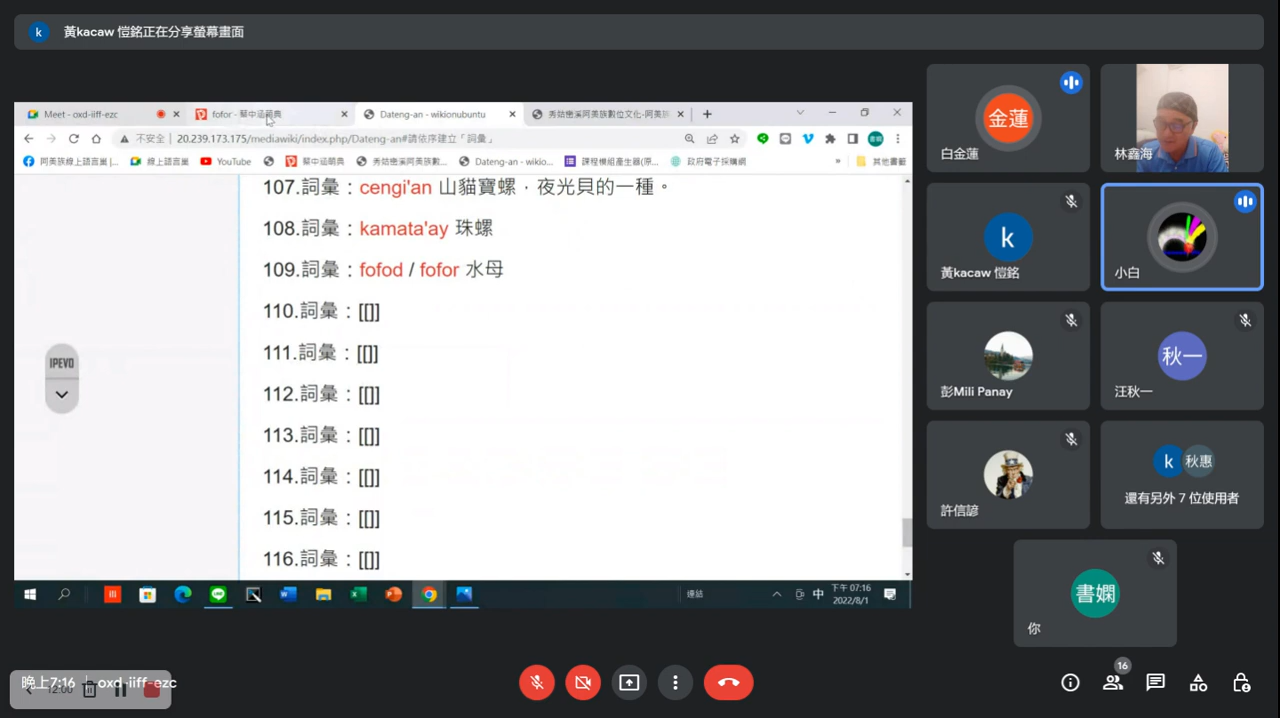 k 黃kacaw 愷銘正在分享螢幕畫面
Meet - oxd-iiff-ezc
fofor - 蔡中涵萌典
Dateng-an - wikionubuntu
秀姑巒溪阿美族數位文化-阿美族
不安全 | 20.239.173.175/mediawiki/index.php/Dateng-an#請依序建立「詞彙」
阿美族線上語言巢|...
線上語言巢
YouTube
蔡中涵萌典
秀姑巒溪阿美族數...
Dateng-an - wikio...
課程模組產生器(原...
政府電子採購網
»
其他書籤
107.詞彙：cengi'an 山貓寶螺，夜光貝的一種。
108.詞彙：kamata'ay 珠螺
109.詞彙：fofod / fofor 水母
110.詞彙：[[]]
111.詞彙：[[]]
112.詞彙：[[]]
113.詞彙：[[]]
114.詞彙：[[]]
115.詞彙：[[]]
116.詞彙：[[]]
IPEVO
連結
中
下午 07:16
2022/8/1
金蓮
白金蓮
林鑫海
k
黃kacaw 愷銘
小白
彭Mili Panay
秋一
汪秋一
許信諺
k 秋惠
還有另外 7 位使用者
書嫻
你
晚上7:16 | oxd-iiff-ezc
12:00
16